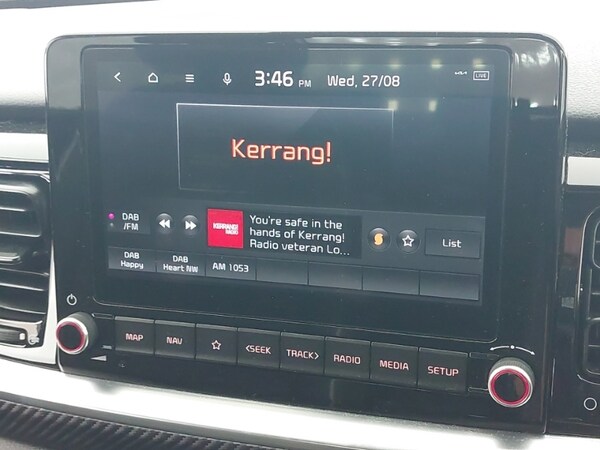 3:46 PM Wed, 27/08 KIA LIVE
Kerrang!
DAB
/FM
KERRANG!
RADIO
You're safe in the
hands of Kerrang!
Radio veteran Lo...
S
List
DAB
Happy
DAB
Heart NW
AM 1053
MAP NAV <SEEK TRACK> RADIO MEDIA SETUP